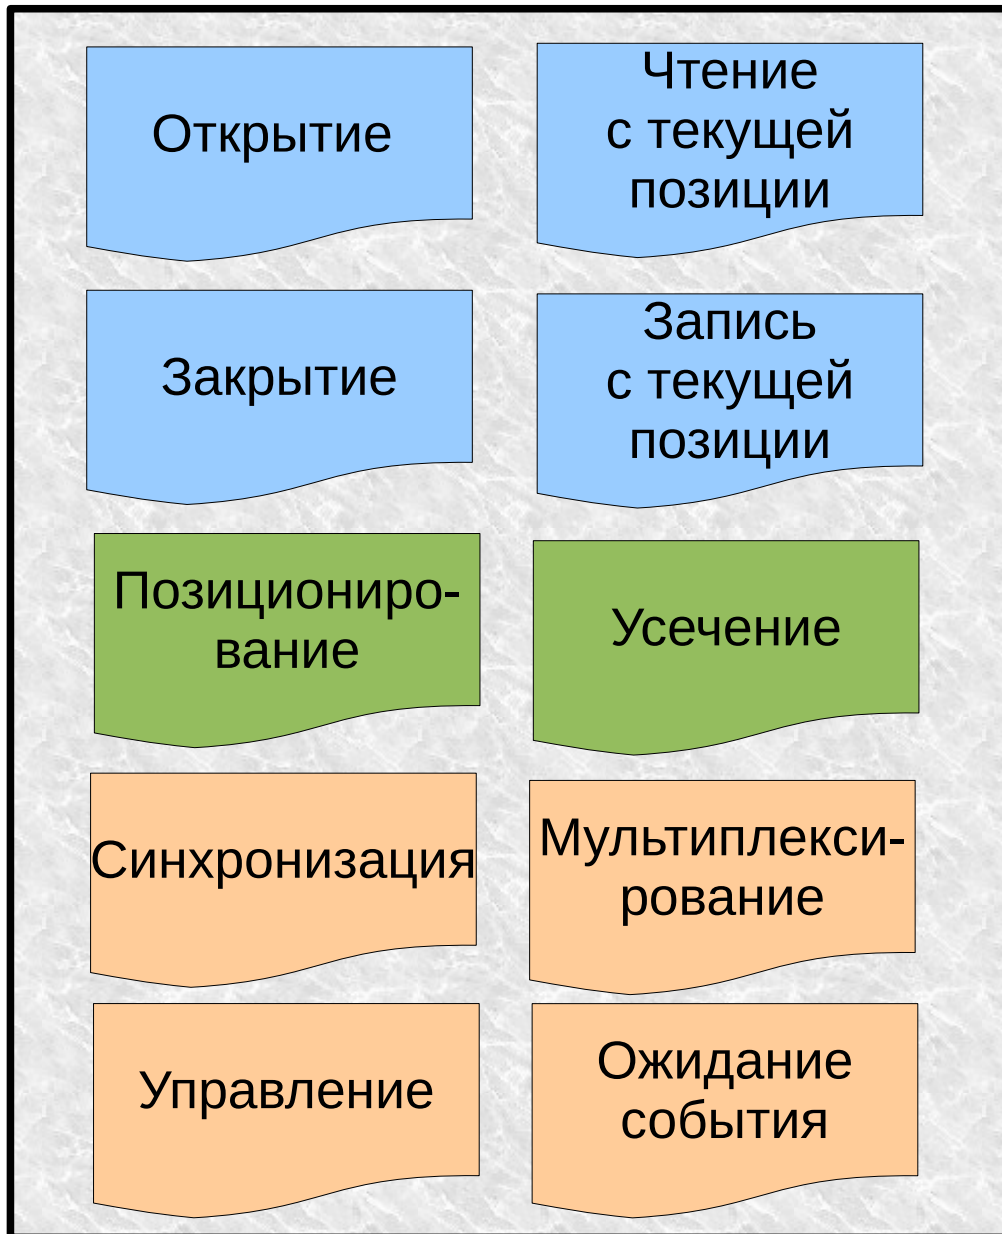 Открытие
Чтение
с текущей
позиции
Закрытие
Запись
с текущей
позиции
Позициониро-
вание
Усечение
Синхронизация
Мультиплекси-
рование
Управление
Ожидание
события